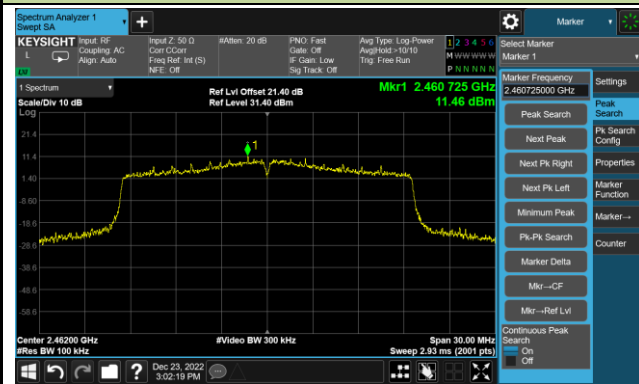 Spectrum Analyzer 1
Swept SA
Marker
KEYSIGHT
L
Input: RF
Coupling: AC
Align: Auto
Input Z: 50 Ω
Corr CCorr
Freq Ref: Int (S)
NFE: Off
#Atten: 20 dB
PNO: Fast
Gate: Off
IF Gain: Low
Sig Track: Off
Avg Type: Log-Power
Avg|Hold:>10/10
Trig: Free Run
1 2 3 4 5 6
M W W W W W
P N N N N N
Select Marker
Marker 1
1 Spectrum
Scale/Div 10 dB
Log
Ref Lvl Offset 21.40 dB
Ref Level 31.40 dBm
Mkr1 2.460 725 GHz
11.46 dBm
21.4
11.4
1.40
-8.60
-18.6
-28.6
-38.6
-48.6
-58.6
1
Center 2.46200 GHz
#Res BW 100 kHz
#Video BW 300 kHz
Span 30.00 MHz
Sweep 2.93 ms (2001 pts)
Marker Frequency
2.460725000 GHz
Peak Search
Next Peak
Next Pk Right
Next Pk Left
Minimum Peak
Pk-Pk Search
Marker Delta
Mkr→CF
Mkr→Ref Lvl
Continuous Peak
Search
On
Off
Settings
Peak
Search
Pk Search
Config
Properties
Marker
Function
Marker→
Counter
Dec 23, 2022
3:02:19 PM